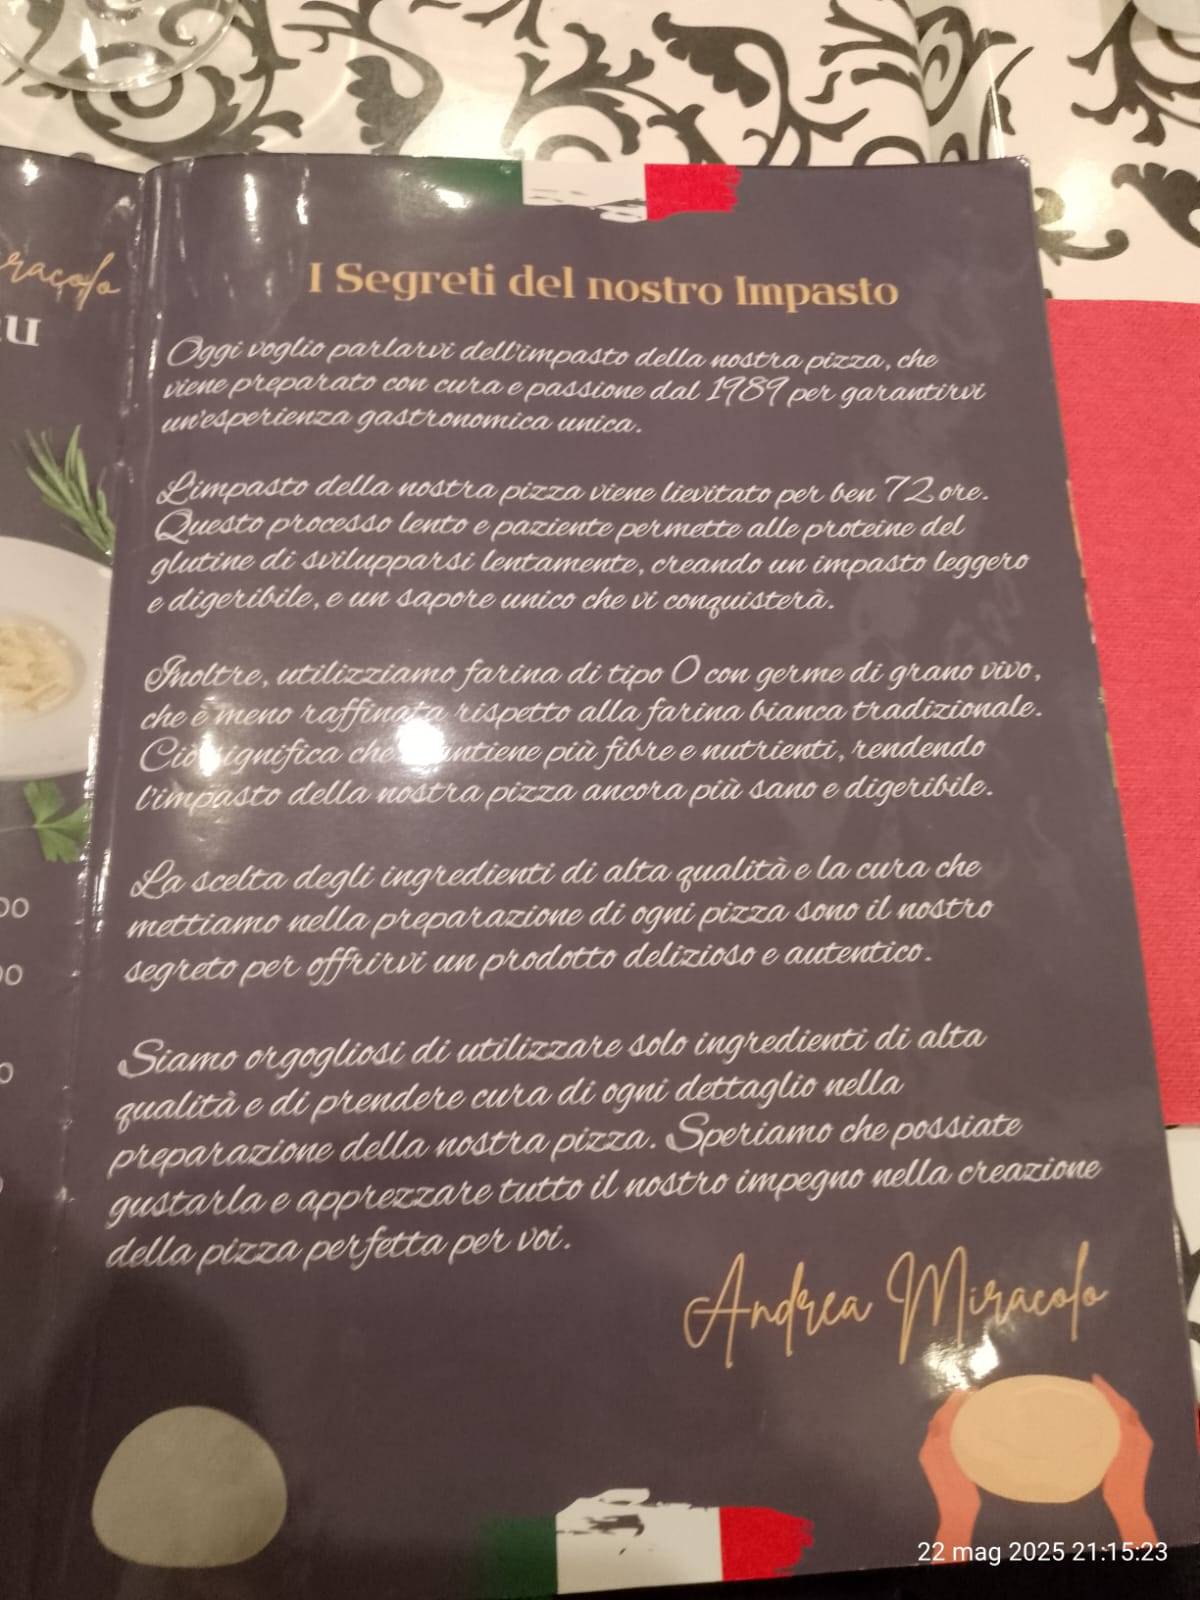 racolo
nu
I Segreti del nostro Impasto
Oggi voglio parlarvi dell'impasto della nostra pizza, che
viene preparato con cura e passione dal 1989 per garantirvi
un'esperienza gastronomica unica.
L'impasto della nostra pizza viene lievitato per ben 72 ore.
Questo processo lento e paziente permette alle proteine del
glutine di svilupparsi lentamente, creando un impasto leggero
e digeribile, e un sapore unico che vi conquisterà.
Inoltre, utilizziamo farina di tipo 0 con germe di grano vivo,
che è meno raffinata rispetto alla farina bianca tradizionale.
Ciò significa che mantiene più fibre e nutrienti, rendendo
l'impasto della nostra pizza ancora più sano e digeribile.
La scelta degli ingredienti di alta qualità e la cura che
mettiamo nella preparazione di ogni pizza sono il nostro
segreto per offrirvi un prodotto delizioso e autentico.
Siamo orgogliosi di utilizzare solo ingredienti di alta
qualità e di prendere cura di ogni dettaglio nella
preparazione della nostra pizza. Speriamo che possiate
gustarla e apprezzare tutto il nostro impegno nella creazione
della pizza perfetta per voi.
Andrea Miracolo
22 mag 2025 21:15:23